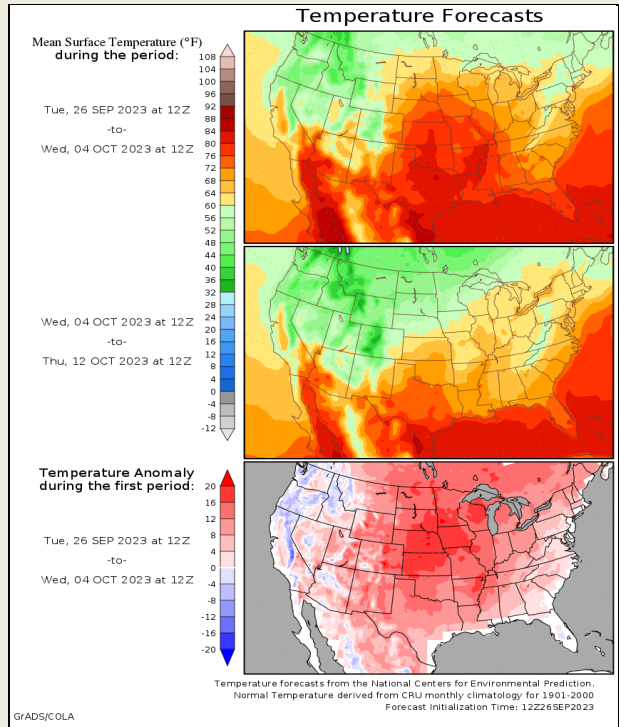 Temperature Forecasts
Mean Surface Temperature (°F)
during the period:
108
104
100
96
92
88
84
80
76
72
68
64
60
56
52
48
44
40
36
32
28
24
20
16
12
8
4
0
-4
-8
-12
Tue, 26 SEP 2023 at 12Z
-to-
Wed, 04 OCT 2023 at 12Z
Wed, 04 OCT 2023 at 12Z
-to-
Thu, 12 OCT 2023 at 12Z
Temperature Anomaly
during the first period:
20
16
12
8
4
0
-4
-8
-12
-16
-20
Tue, 26 SEP 2023 at 12Z
-to-
Wed, 04 OCT 2023 at 12Z
Temperature forecasts from the National Centers for Environmental Prediction.
Normal Temperature derived from CRU monthly climatology for 1901-2000
Forecast Initialization Time: 12Z26SEP2023
GrADS/COLA